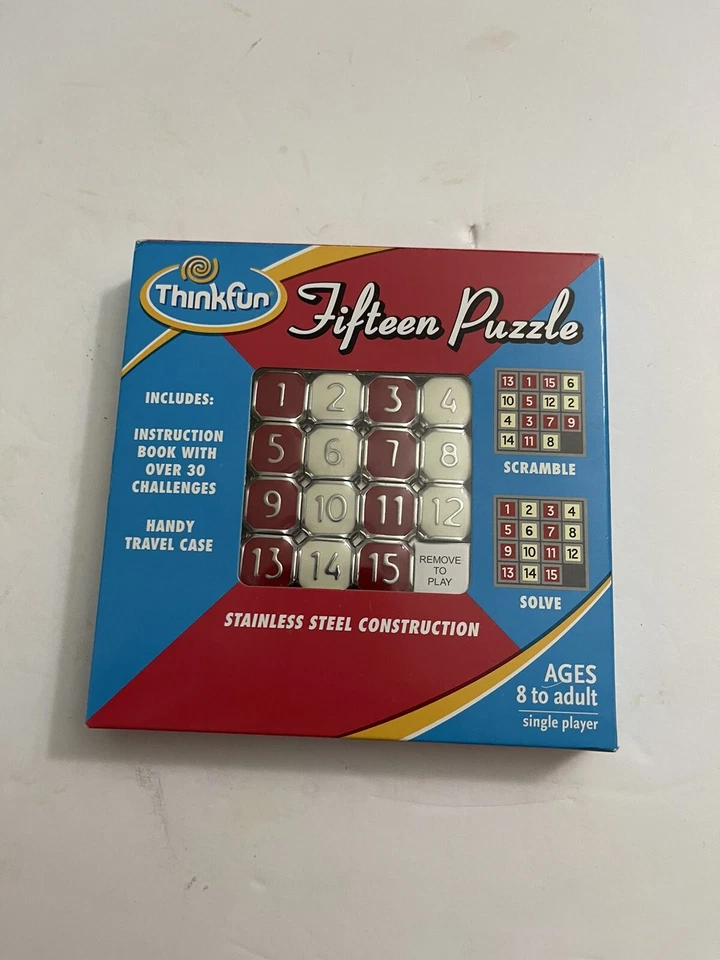 ThinkFun
Fifteen Puzzle
INCLUDES:
INSTRUCTION
BOOK WITH
OVER 30
CHALLENGES
HANDY
TRAVEL CASE
1 2 3 4
5 6 7 8
9 10 11 12
13 14 15
REMOVE
TO
PLAY
13 1 15 6
10 5 12 2
4 3 7 9
14 11 8
SCRAMBLE
1 2 3 4
5 6 7 8
9 10 11 12
13 14 15
SOLVE
STAINLESS STEEL CONSTRUCTION
AGES
8 to adult
single player